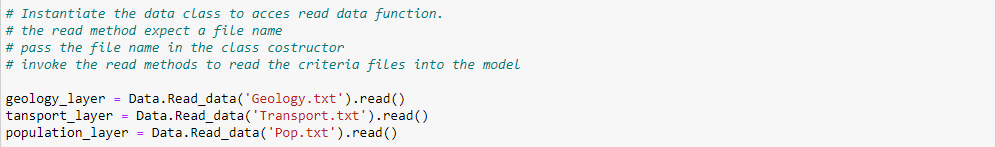 # Instantiate the data class to acces read data function.
# the read method expect a file name
# pass the file name in the class costructor
# invoke the read methods to read the criteria files into the model
geology_layer = Data.Read_data('Geology.txt').read()
tansport_layer = Data.Read_data('Transport.txt').read()
population_layer = Data.Read_data('Pop.txt').read()